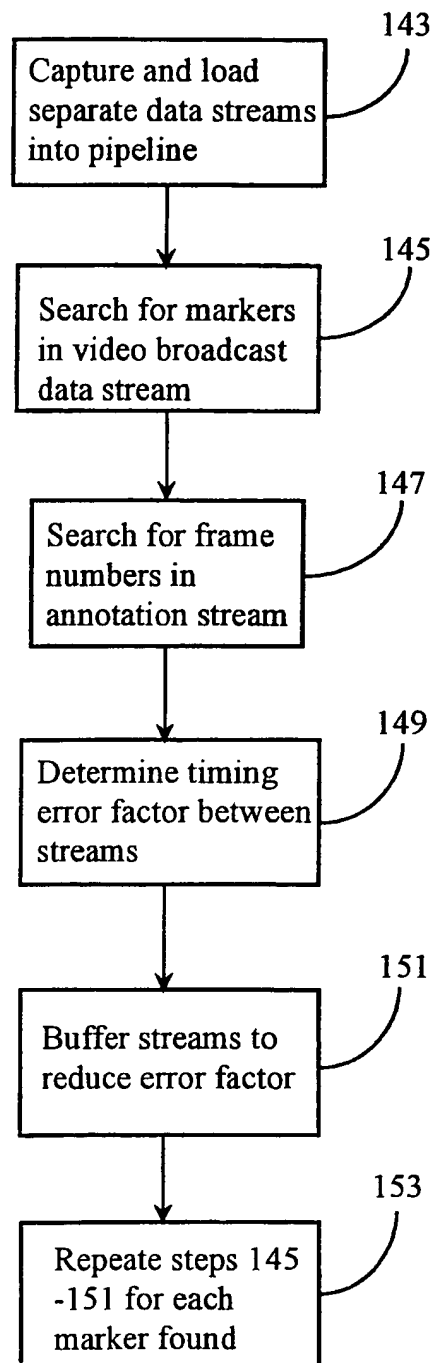 143
Capture and load
separate data streams
into pipeline
145
Search for markers
in video broadcast
data stream
147
Search for frame
numbers in
annotation stream
149
Determine timing
error factor between
streams
151
Buffer streams to
reduce error factor
153
Repeat steps 145
-151 for each
marker found